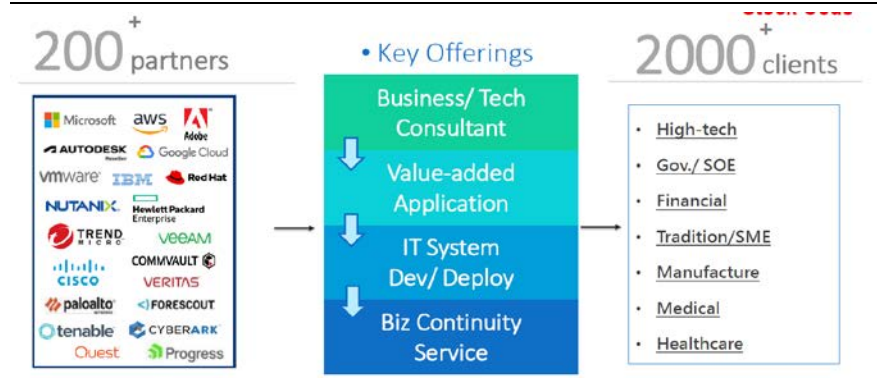 200+ partners
Microsoft aws Adobe
AUTODESK Reseller Google Cloud
vmware IBM Red Hat
NUTANIX Hewlett Packard Enterprise
TREND MICRO veeAM
CISCO COMMVAULT
VERITAS
paloalto NETWORKS FORESCOUT
tenable CYBERARK
Quest Progress
• Key Offerings
Business/ Tech
Consultant
Value-added
Application
IT System
Dev/ Deploy
Biz Continuity
Service
2000+ clients
• High-tech
• Gov./ SOE
• Financial
• Tradition/SME
• Manufacture
• Medical
• Healthcare